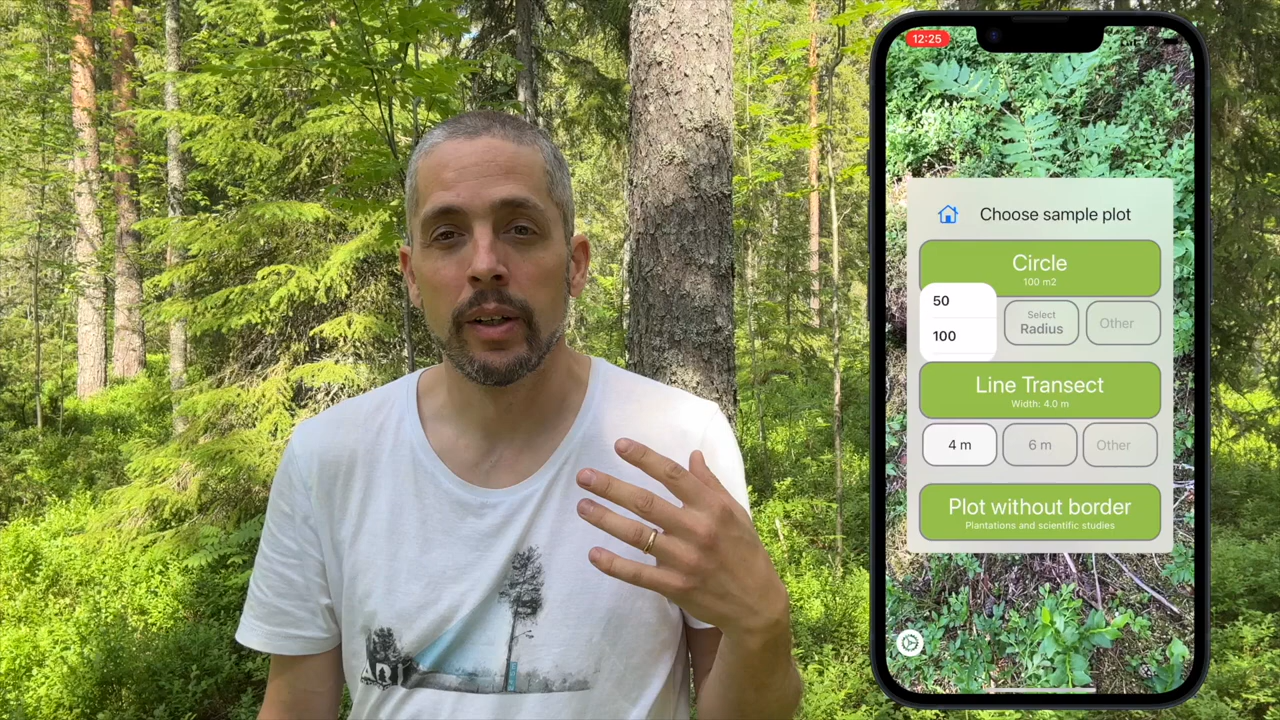 12:25
Choose sample plot
Circle
100 m2
50
100
Select
Radius
Other
Line Transect
Width: 4.0 m
4 m
6 m
Other
Plot without border
Plantations and scientific studies